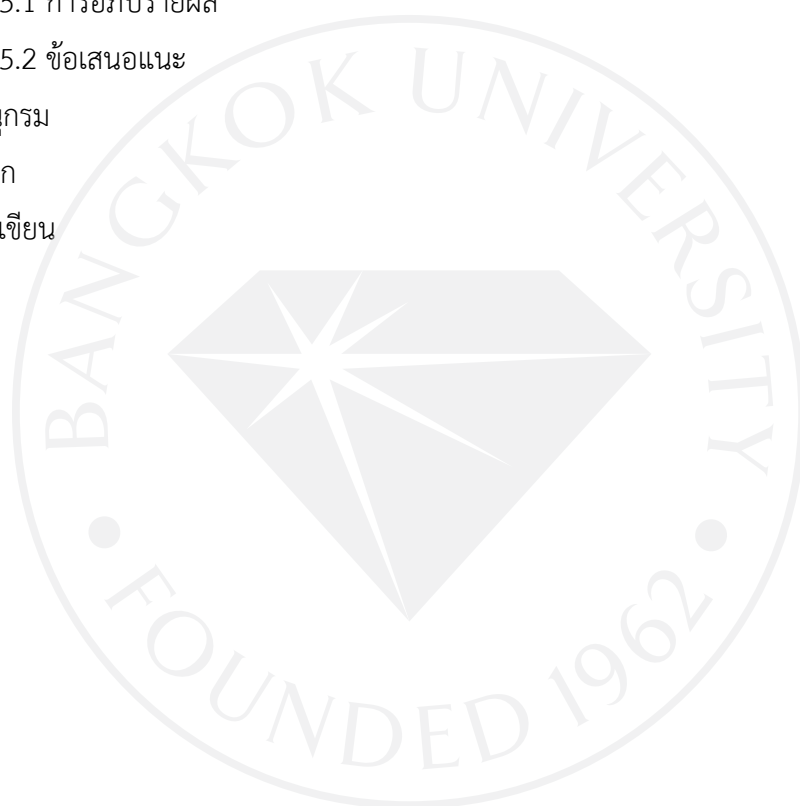 5.1 การอภิปรายผล
5.2 ข้อเสนอแนะ
ุกรม
ก
เขียน
BANGKOK UNIVERSITY
FOUNDED 1962